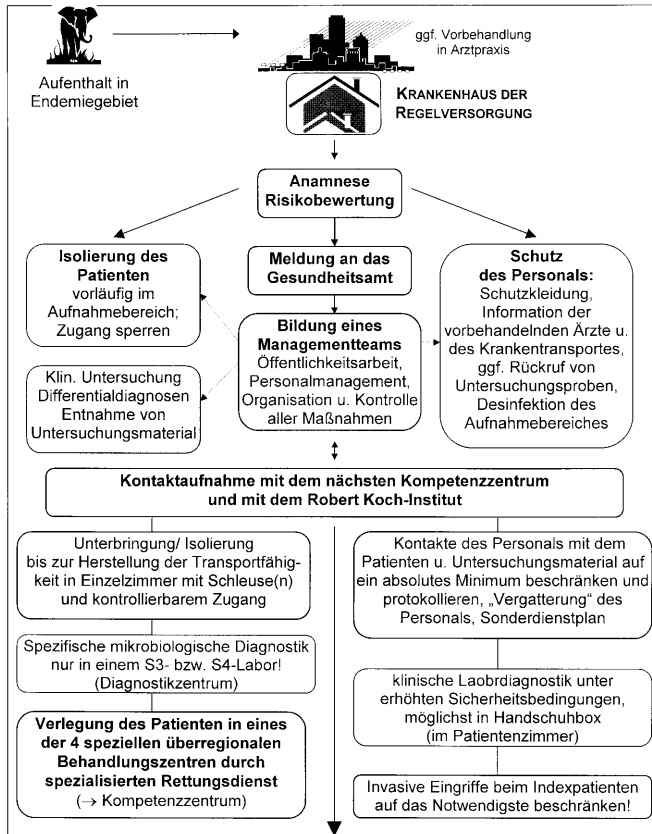 ggf. Vorbehandlung
in Arztpraxis
Aufenthalt in
Endemiegebiet
KRANKENHAUS DER
REGELVERSORGUNG
Anamnese
Risikobewertung
Isolierung des
Patienten
vorläufig im
Aufnahmebereich;
Zugang sperren
Meldung an das
Gesundheitsamt
Schutz
des Personals:
Schutzkleidung,
Information der
vorbehandelnden Ärzte u.
des Krankentransportes,
ggf. Rückruf von
Untersuchungsproben,
Desinfektion des
Aufnahmebereiches
Bildung eines
Managementteams
Öffentlichkeitsarbeit,
Personalmanagement,
Organisation u. Kontrolle
aller Maßnahmen
Klin. Untersuchung
Differentialdiagnosen
Entnahme von
Untersuchungsmaterial
Kontaktaufnahme mit dem nächsten Kompetenzzentrum
und mit dem Robert Koch-Institut
Unterbringung/ Isolierung
bis zur Herstellung der Transportfähig-
keit in Einzelzimmer mit Schleuse(n)
und kontrollierbarem Zugang
Spezifische mikrobiologische Diagnostik
nur in einem S3- bzw. S4-Labor!
(Diagnostikzentrum)
Verlegung des Patienten in eines
der 4 speziellen überregionalen
Behandlungszentren durch
spezialisierten Rettungsdienst
(→ Kompetenzzentrum)
Kontakte des Personals mit dem
Patienten u. Untersuchungsmaterial auf
ein absolutes Minimum beschränken und
protokollieren, „Vergatterung" des
Personals, Sonderdienstplan
klinische Laobrdiagnostik unter
erhöhten Sicherheitsbedingungen,
möglichst in Handschuhbox
(im Patientenzimmer)
Invasive Eingriffe beim Indexpatienten
auf das Notwendigste beschränken!